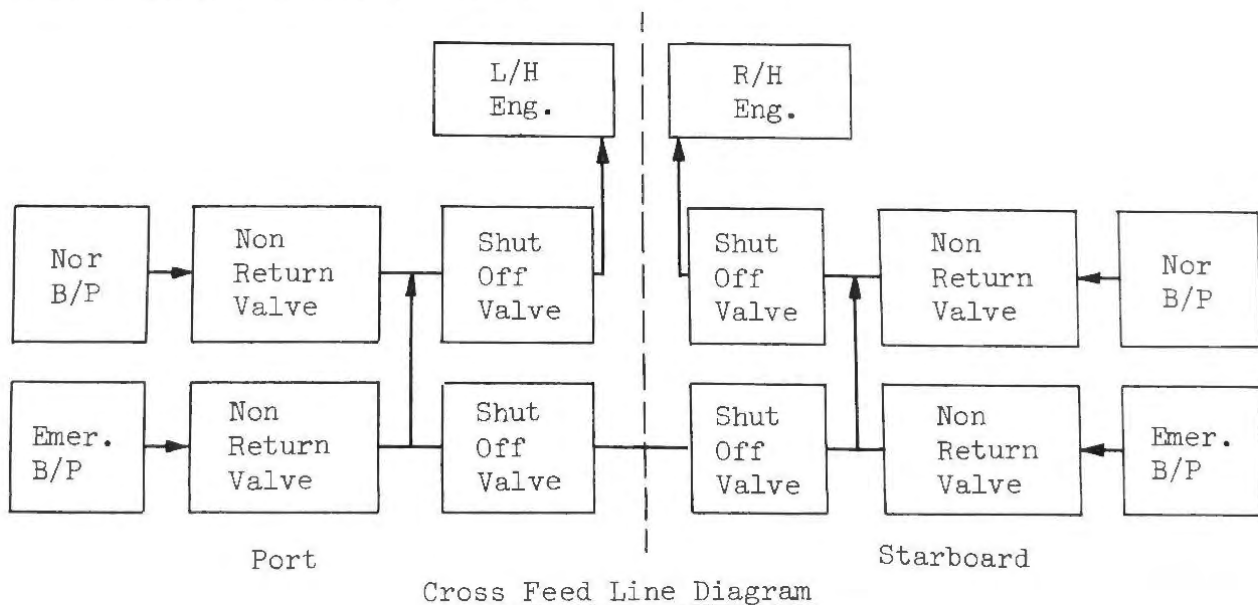 L/H
Eng.
R/H
Eng.
Nor
B/P
Non
Return
Valve
Shut
Off
Valve
Shut
Off
Valve
Non
Return
Valve
Nor
B/P
Emer.
B/P
Non
Return
Valve
Shut
Off
Valve
Shut
Off
Valve
Non
Return
Valve
Emer.
B/P
Port
Starboard
Cross Feed Line Diagram